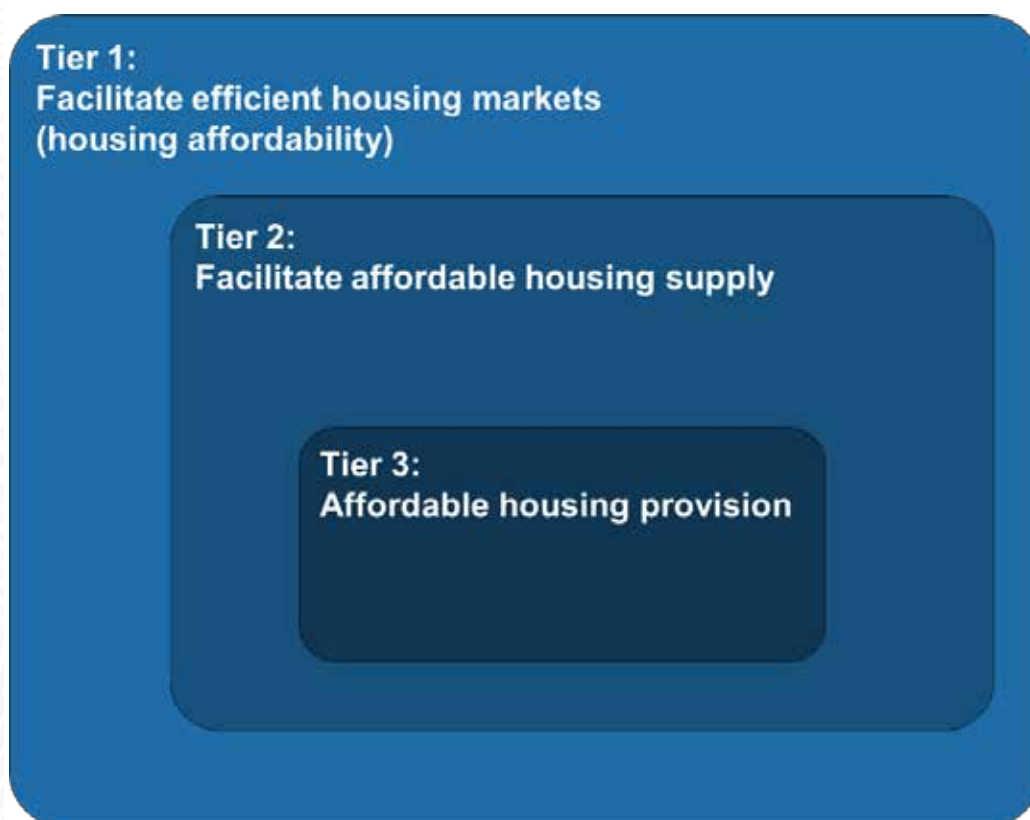 Tier 1:
Facilitate efficient housing markets
(housing affordability)
Tier 2:
Facilitate affordable housing supply
Tier 3:
Affordable housing provision